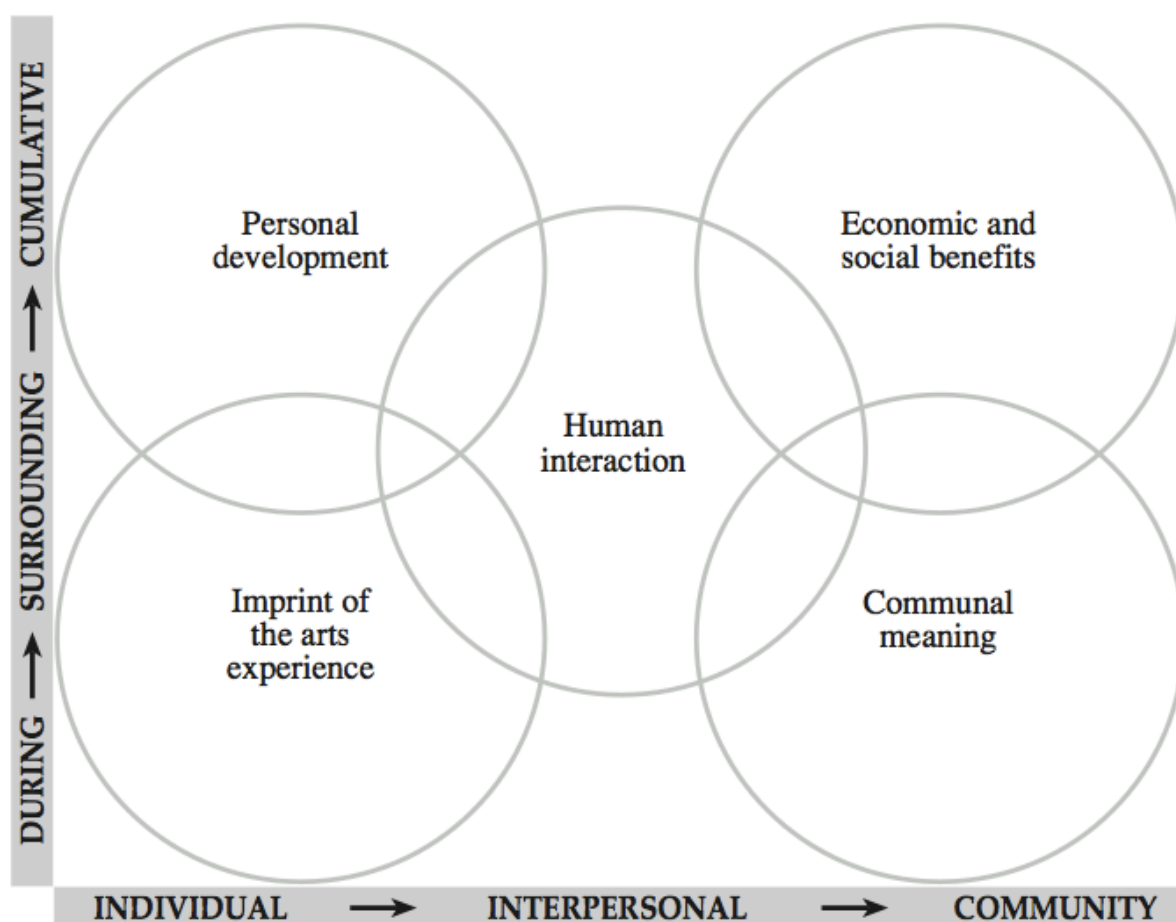 CUMULATIVE
SURROUNDING
DURING
Personal
development
Economic and
social benefits
Human
interaction
Imprint of
the arts
experience
Communal
meaning
INDIVIDUAL → INTERPERSONAL → COMMUNITY